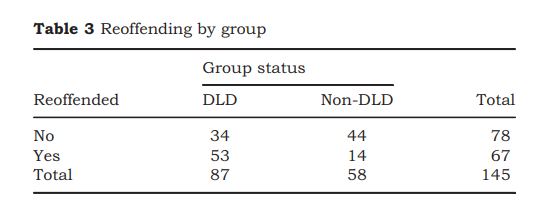 Table 3 Reoffending by group
Group status
Reoffended DLD Non-DLD Total
No 34 44 78
Yes 53 14 67
Total 87 58 145